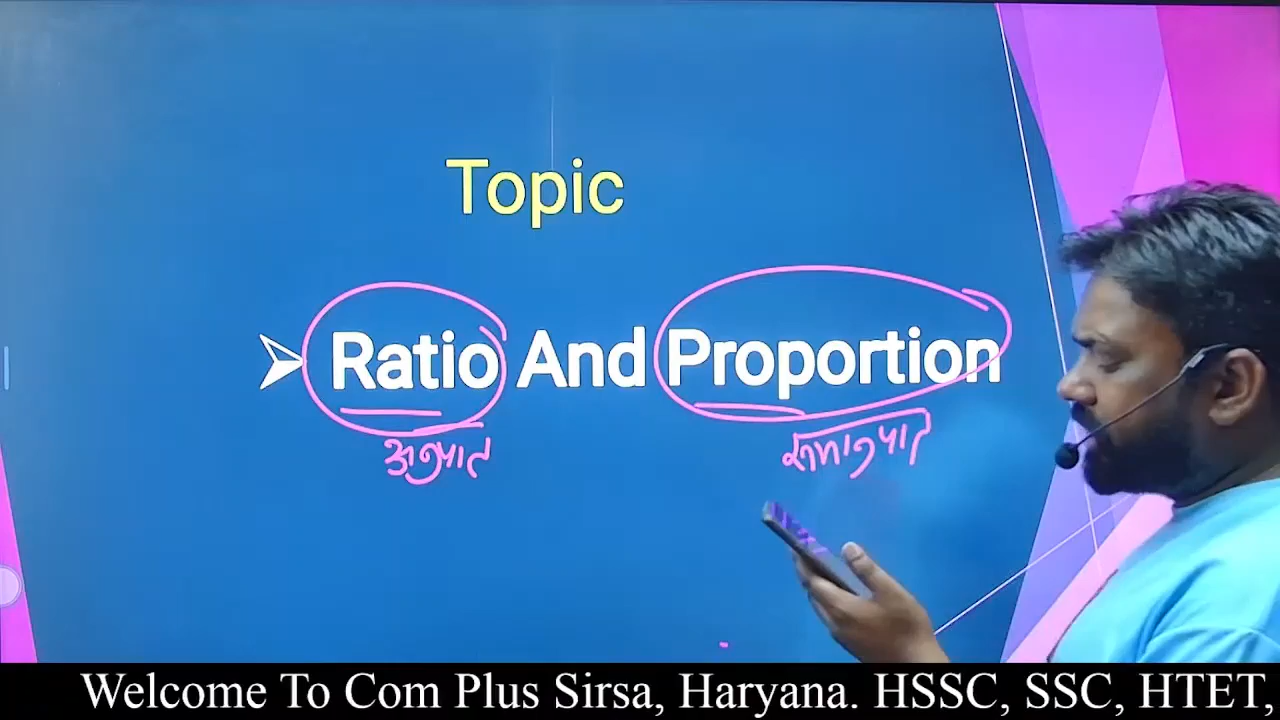 Topic
Ratio And Proportion
अनुपात समानुपात
Welcome To Com Plus Sirsa, Haryana. HSSC, SSC, HTET,